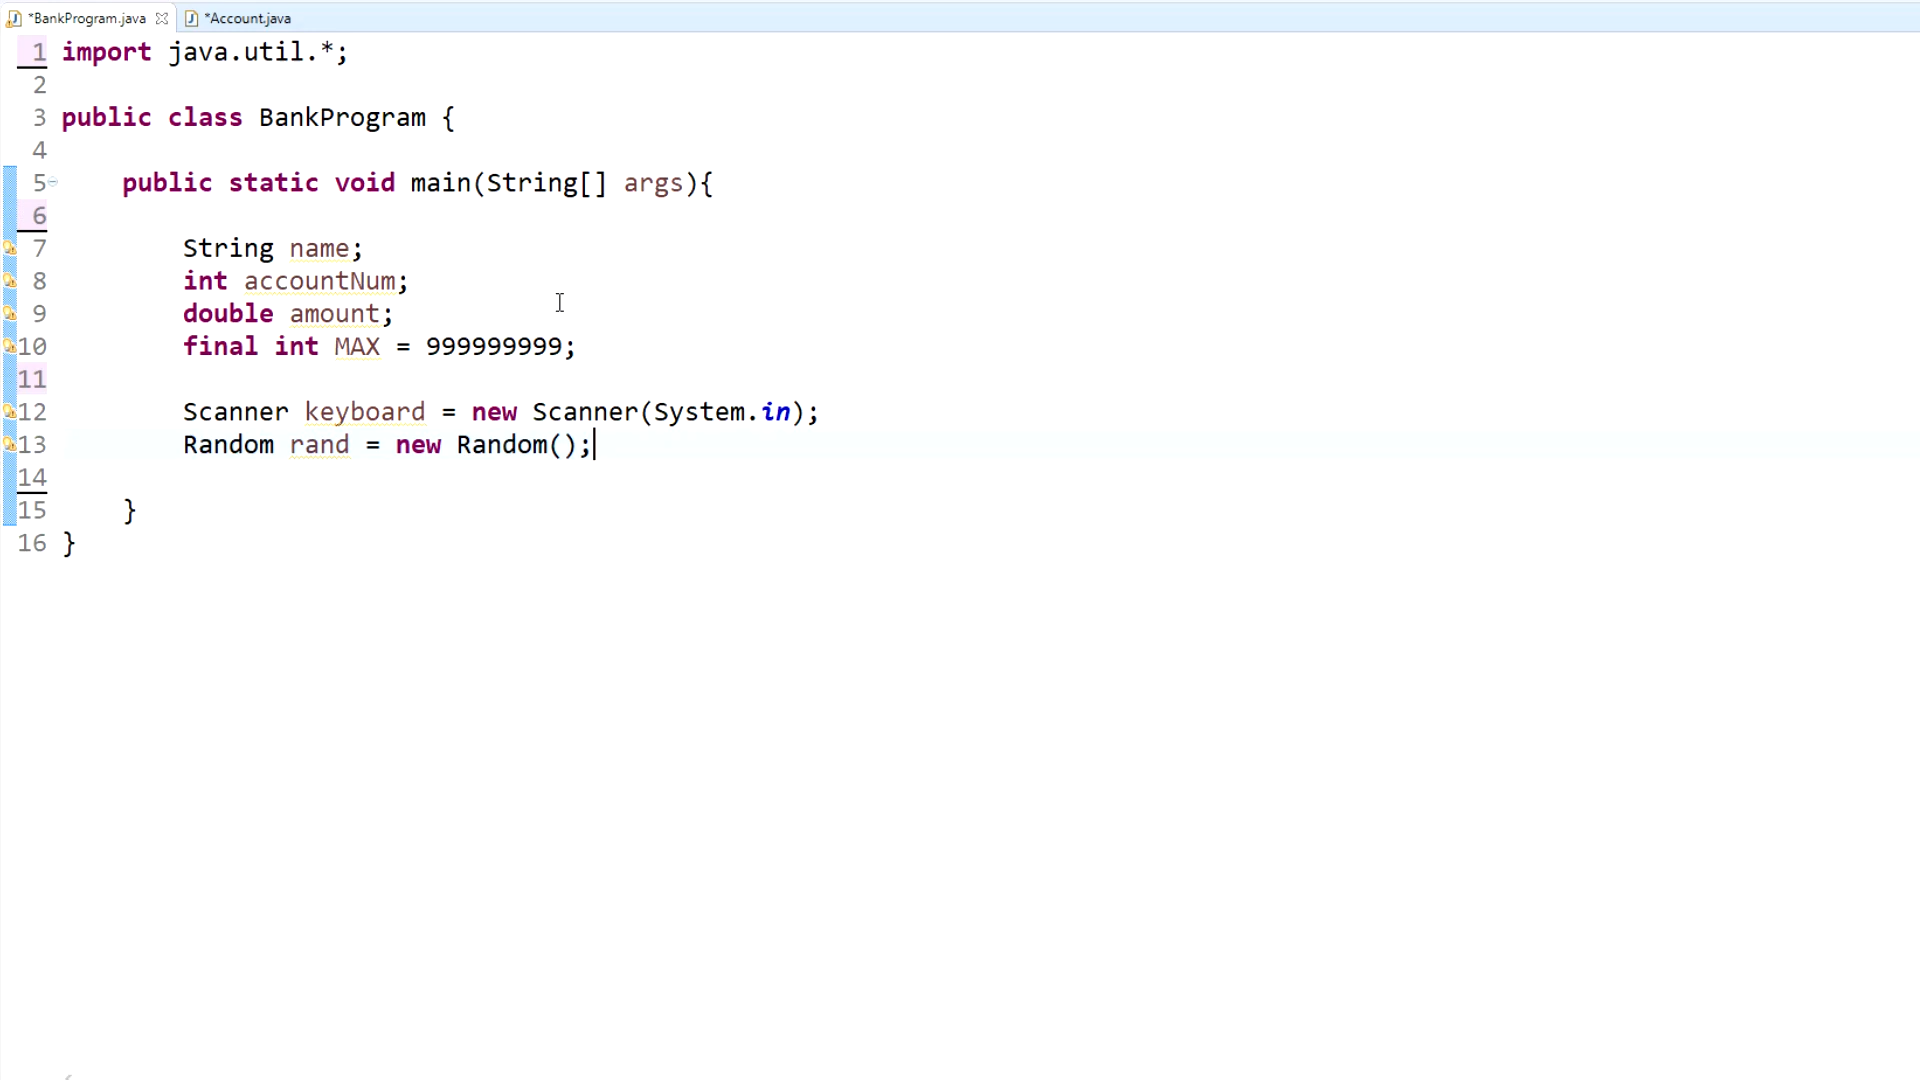 *BankProgram.java *Account.java
1 import java.util.*;
2
3 public class BankProgram {
4
5 public static void main(String[] args){
6
7 String name;
8 int accountNum;
9 double amount;
10 final int MAX = 999999999;
11
12 Scanner keyboard = new Scanner(System.in);
13 Random rand = new Random();
14
15 }
16 }